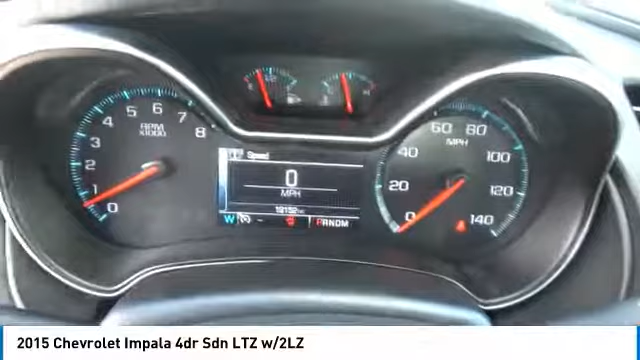 1 2 3 4 5 6 7 8
0
RPM
X1000
Speed
0
MPH
W
PRNDM
0 20 40 60 80 100 120 140
MPH
2015 Chevrolet Impala 4dr Sdn LTZ w/2LZ